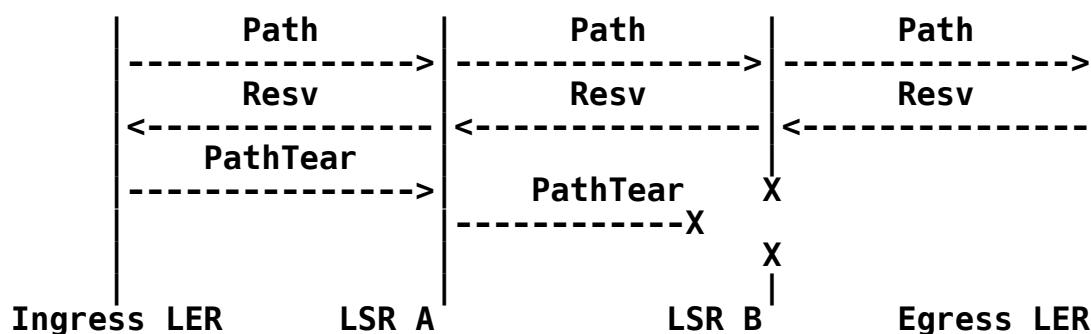 Path Path Path
--------------->|--------------->|--------------->
Resv Resv Resv
<---------------|<---------------|<---------------
PathTear
--------------->
PathTear X
------------X
X
Ingress LER LSR A LSR B Egress LER